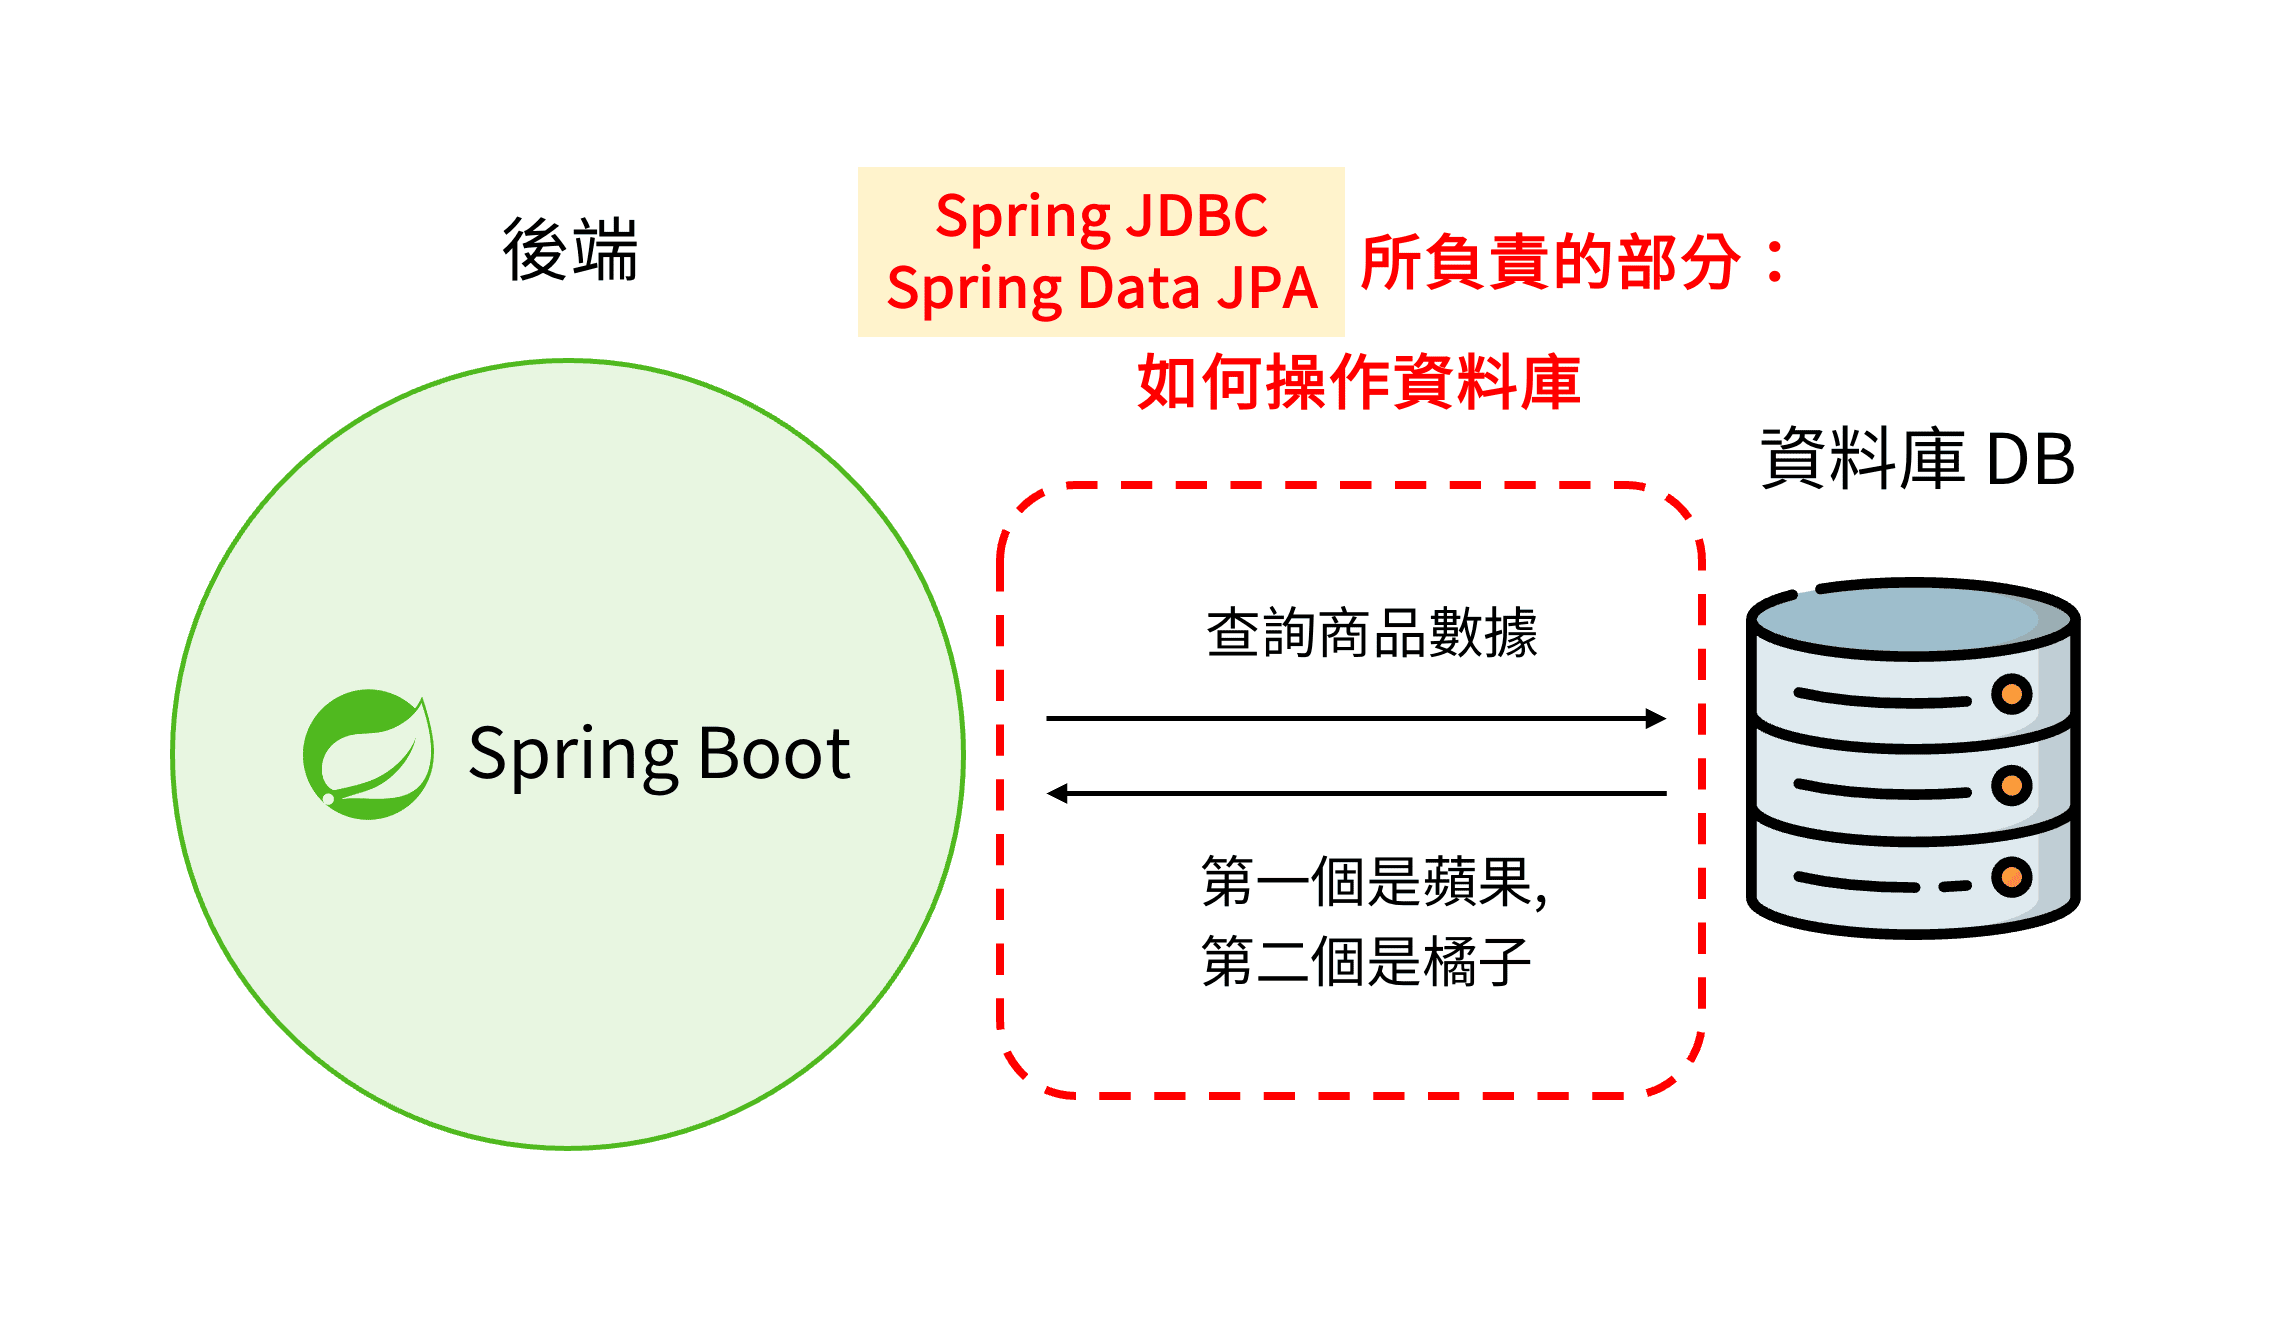 後端
Spring JDBC
Spring Data JPA
所負責的部分：
如何操作資料庫
資料庫 DB
Spring Boot
查詢商品數據
第一個是蘋果,
第二個是橘子